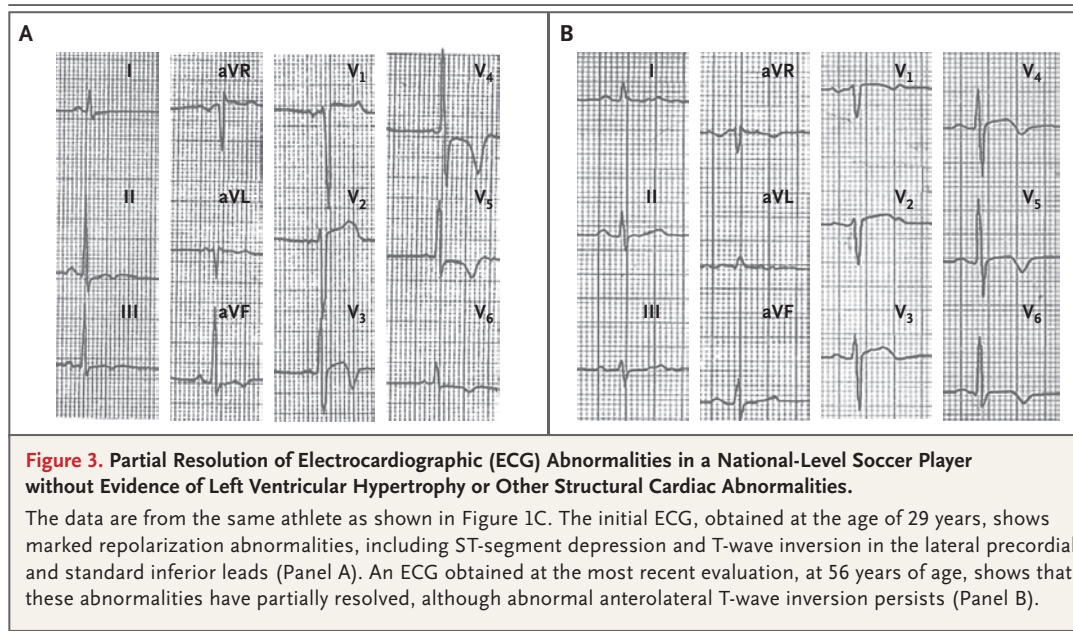 A
I
aVR
V1
V4
II
aVL
V2
V5
III
aVF
V3
V6
B
I
aVR
V1
V4
II
aVL
V2
V5
III
aVF
V3
V6
Figure 3. Partial Resolution of Electrocardiographic (ECG) Abnormalities in a National-Level Soccer Player
without Evidence of Left Ventricular Hypertrophy or Other Structural Cardiac Abnormalities.
The data are from the same athlete as shown in Figure 1C. The initial ECG, obtained at the age of 29 years, shows
marked repolarization abnormalities, including ST-segment depression and T-wave inversion in the lateral precordial
and standard inferior leads (Panel A). An ECG obtained at the most recent evaluation, at 56 years of age, shows that
these abnormalities have partially resolved, although abnormal anterolateral T-wave inversion persists (Panel B).